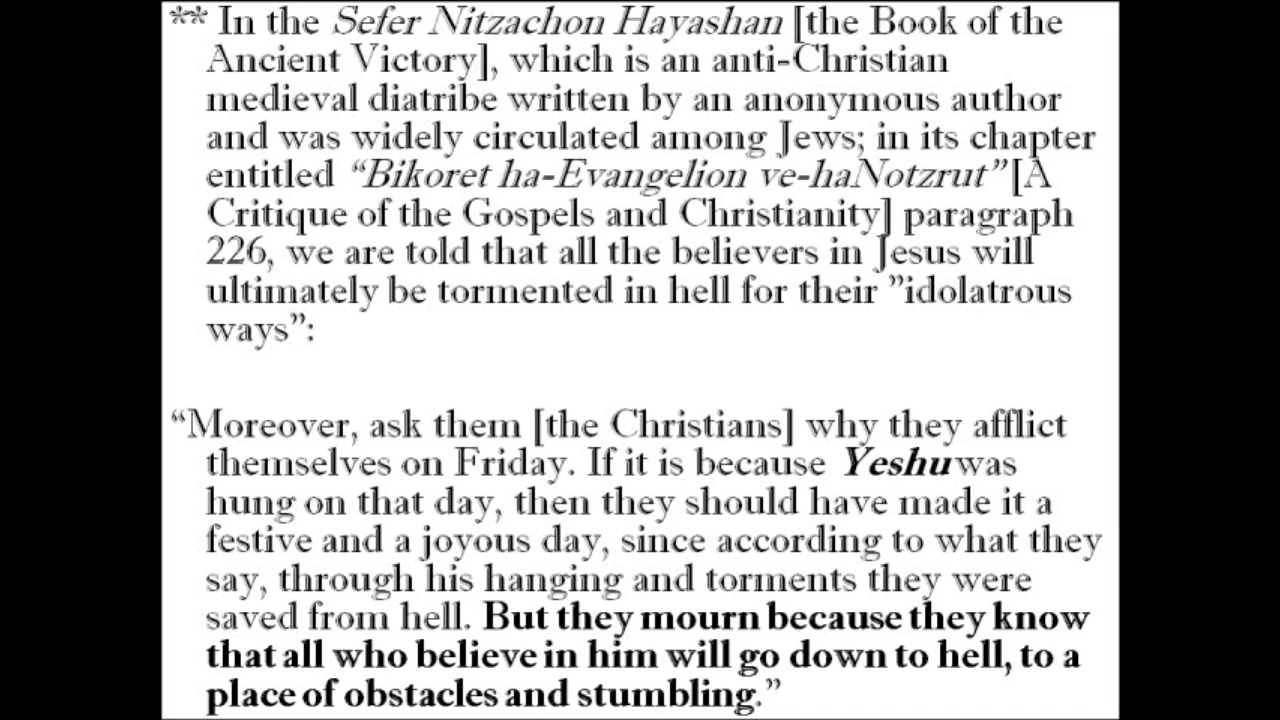 ** In the Sefer Nitzachon Hayashan [the Book of the
Ancient Victory], which is an anti-Christian
medieval diatribe written by an anonymous author
and was widely circulated among Jews; in its chapter
entitled “Bikoret ha-Evangelion ve-haNotzrut” [A
Critique of the Gospels and Christianity] paragraph
226, we are told that all the believers in Jesus will
ultimately be tormented in hell for their ”idolatrous
ways”:
“Moreover, ask them [the Christians] why they afflict
themselves on Friday. If it is because Yeshu was
hung on that day, then they should have made it a
festive and a joyous day, since according to what they
say, through his hanging and torments they were
saved from hell. But they mourn because they know
that all who believe in him will go down to hell, to a
place of obstacles and stumbling.”